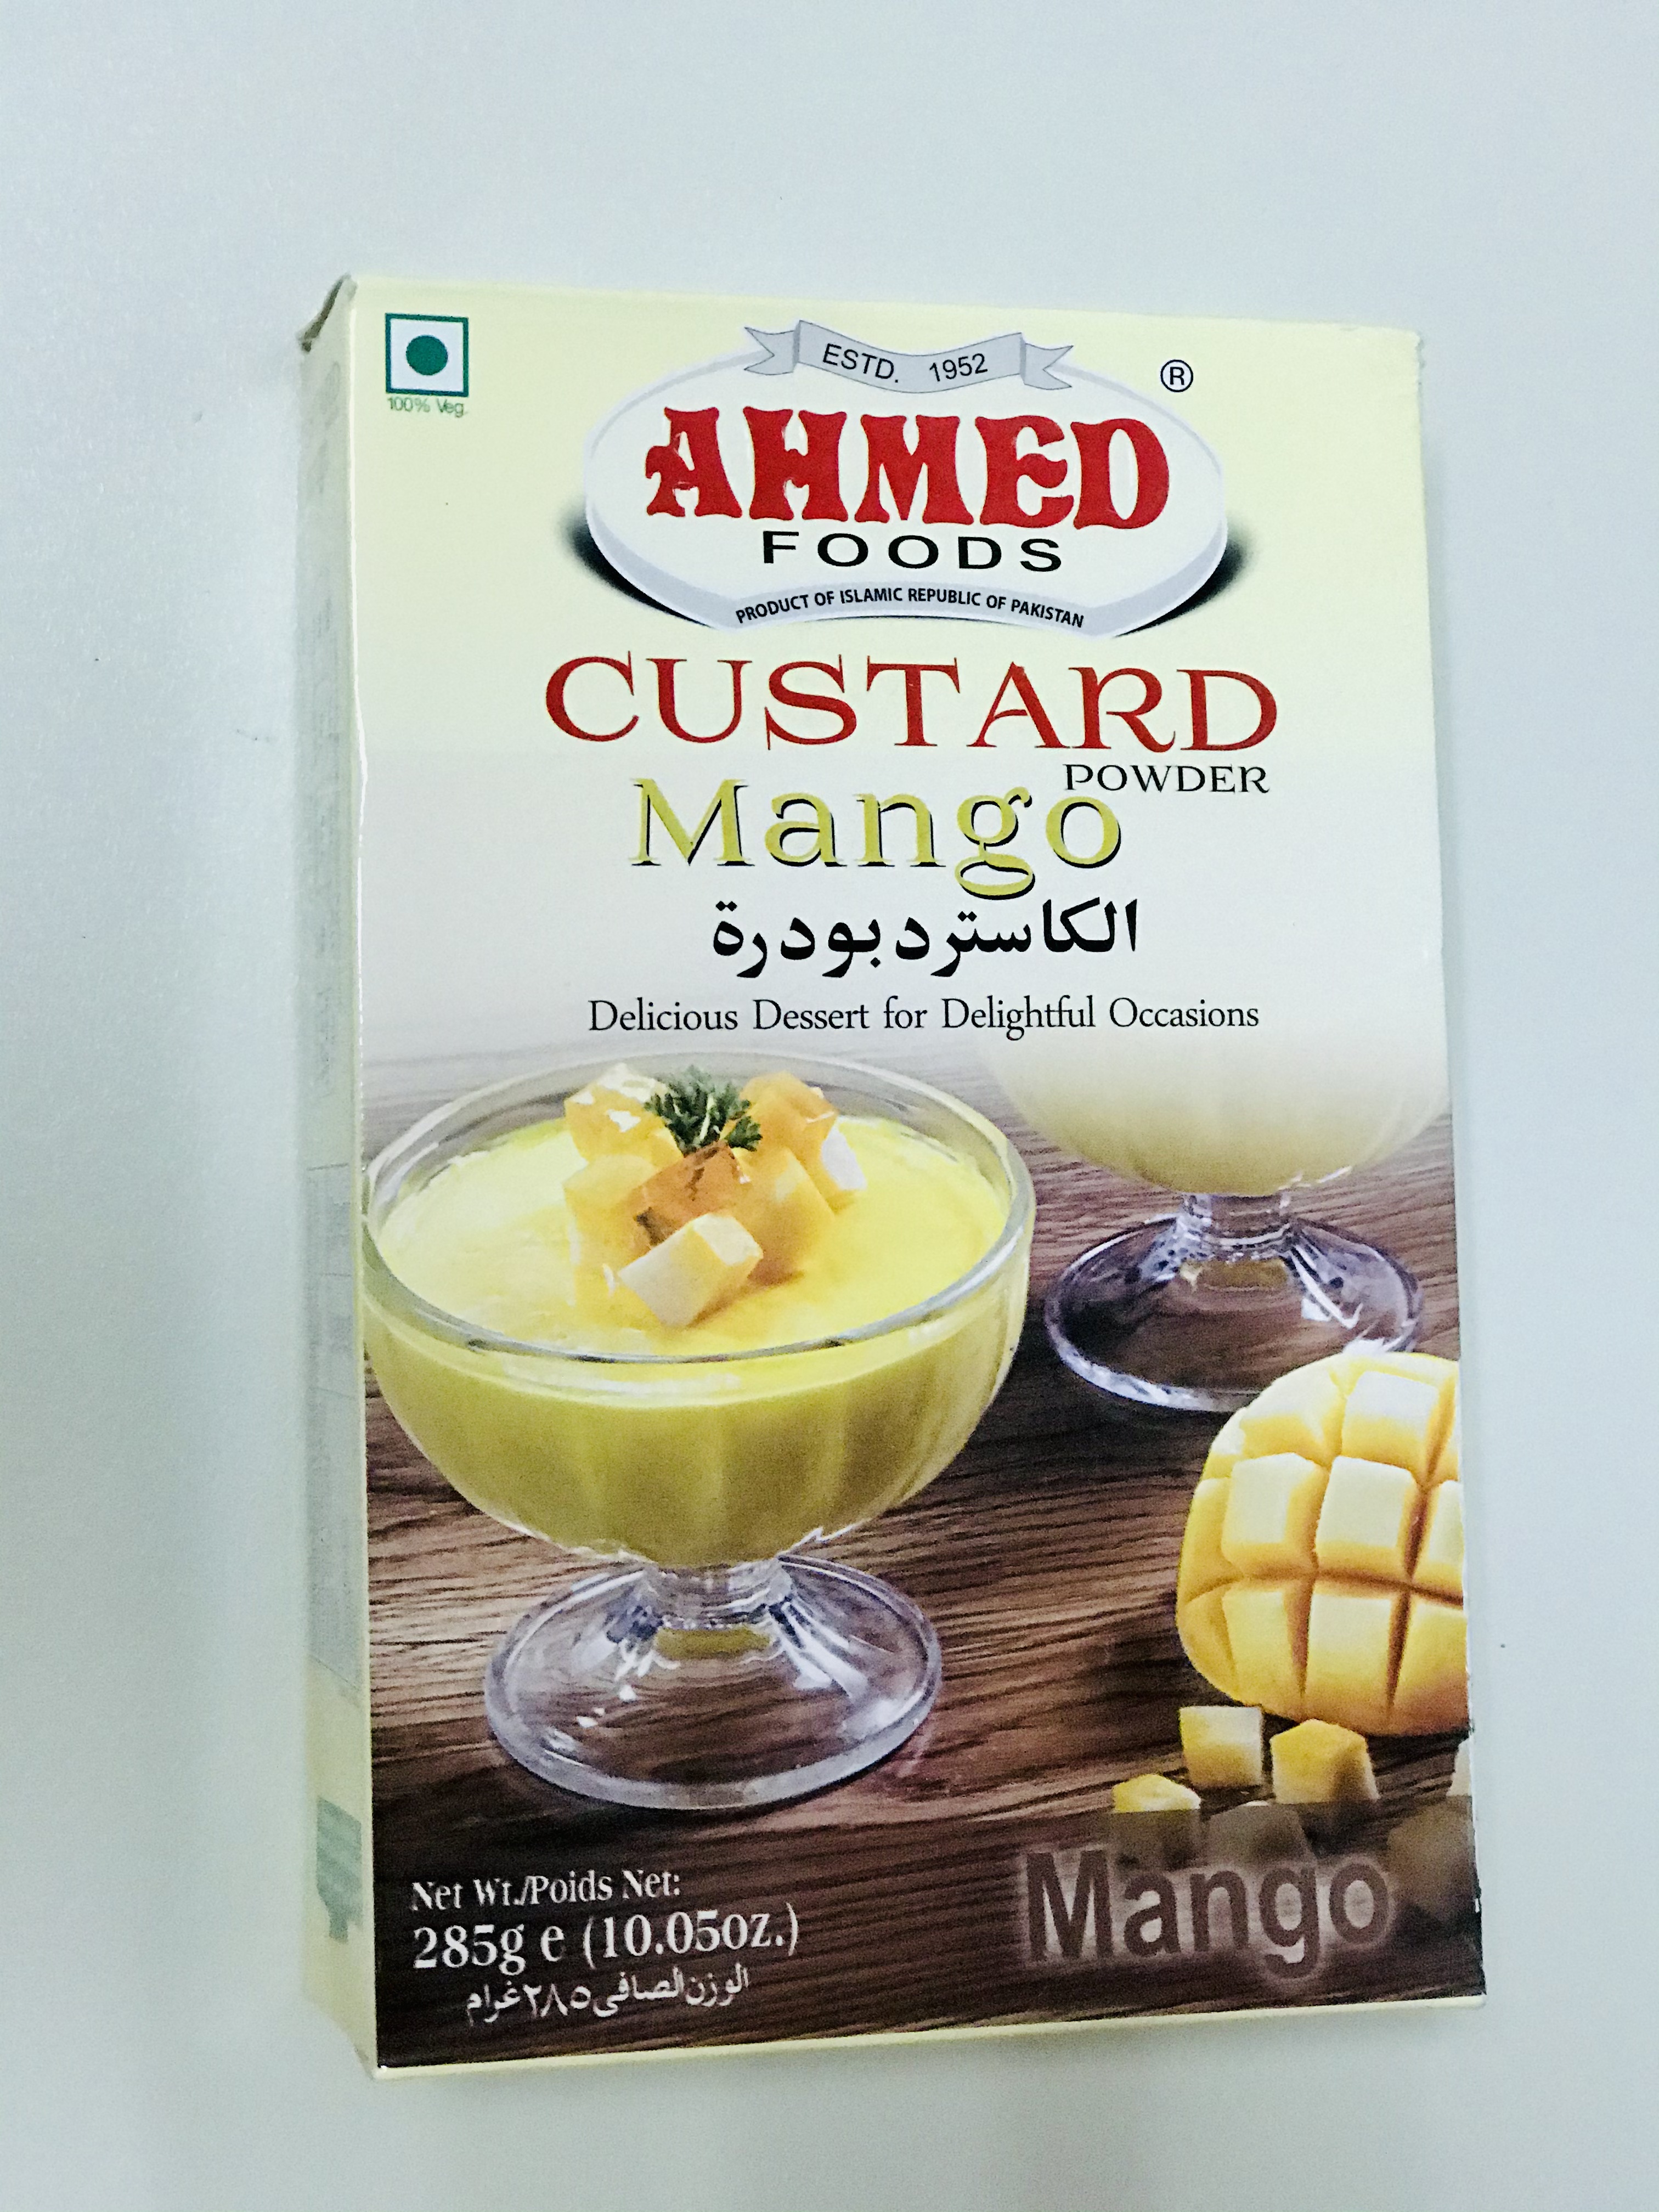 100% Veg.
ESTD. 1952
®
AHMED
FOODS
PRODUCT OF ISLAMIC REPUBLIC OF PAKISTAN
CUSTARD
POWDER
Mango
الكاسترد بودرة
Delicious Dessert for Delightful Occasions
Net Wt./Poids Net:
285g e (10.05oz.)
الوزن الصافى ٢٨٥ غرام
Mango